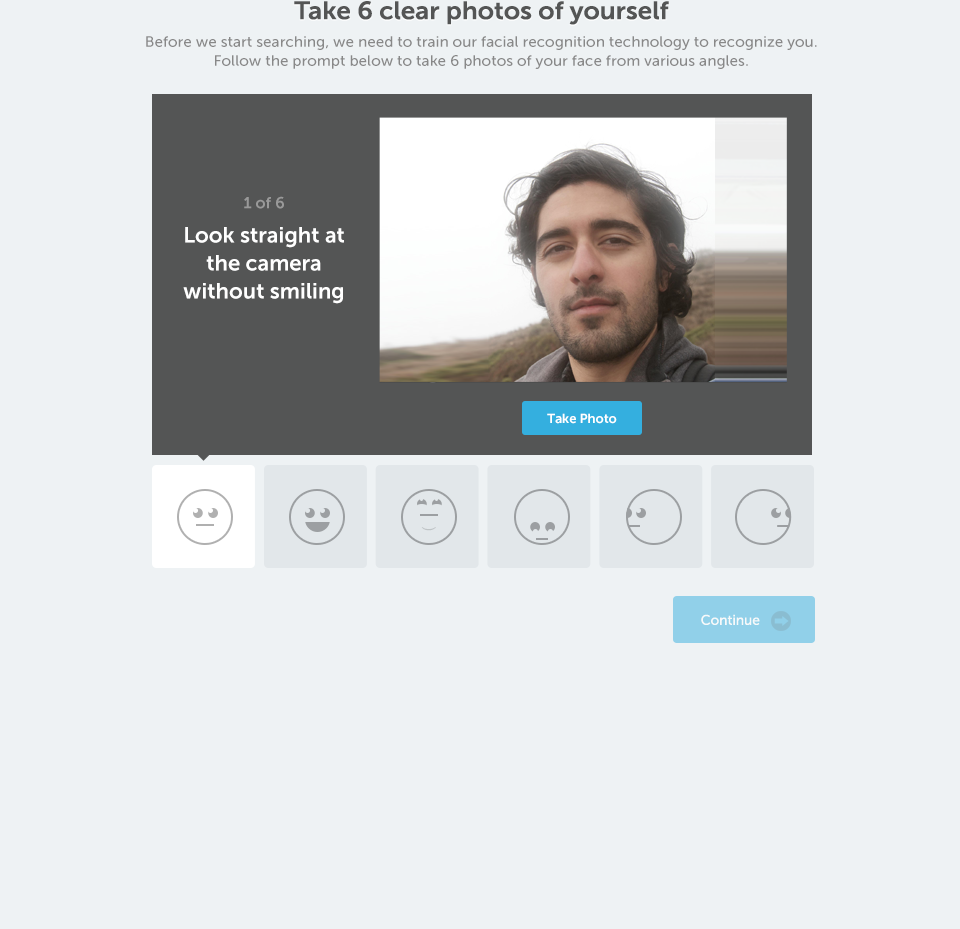 Take 6 clear photos of yourself
Before we start searching, we need to train our facial recognition technology to recognize you.
Follow the prompt below to take 6 photos of your face from various angles.
1 of 6
Look straight at
the camera
without smiling
Take Photo
Continue